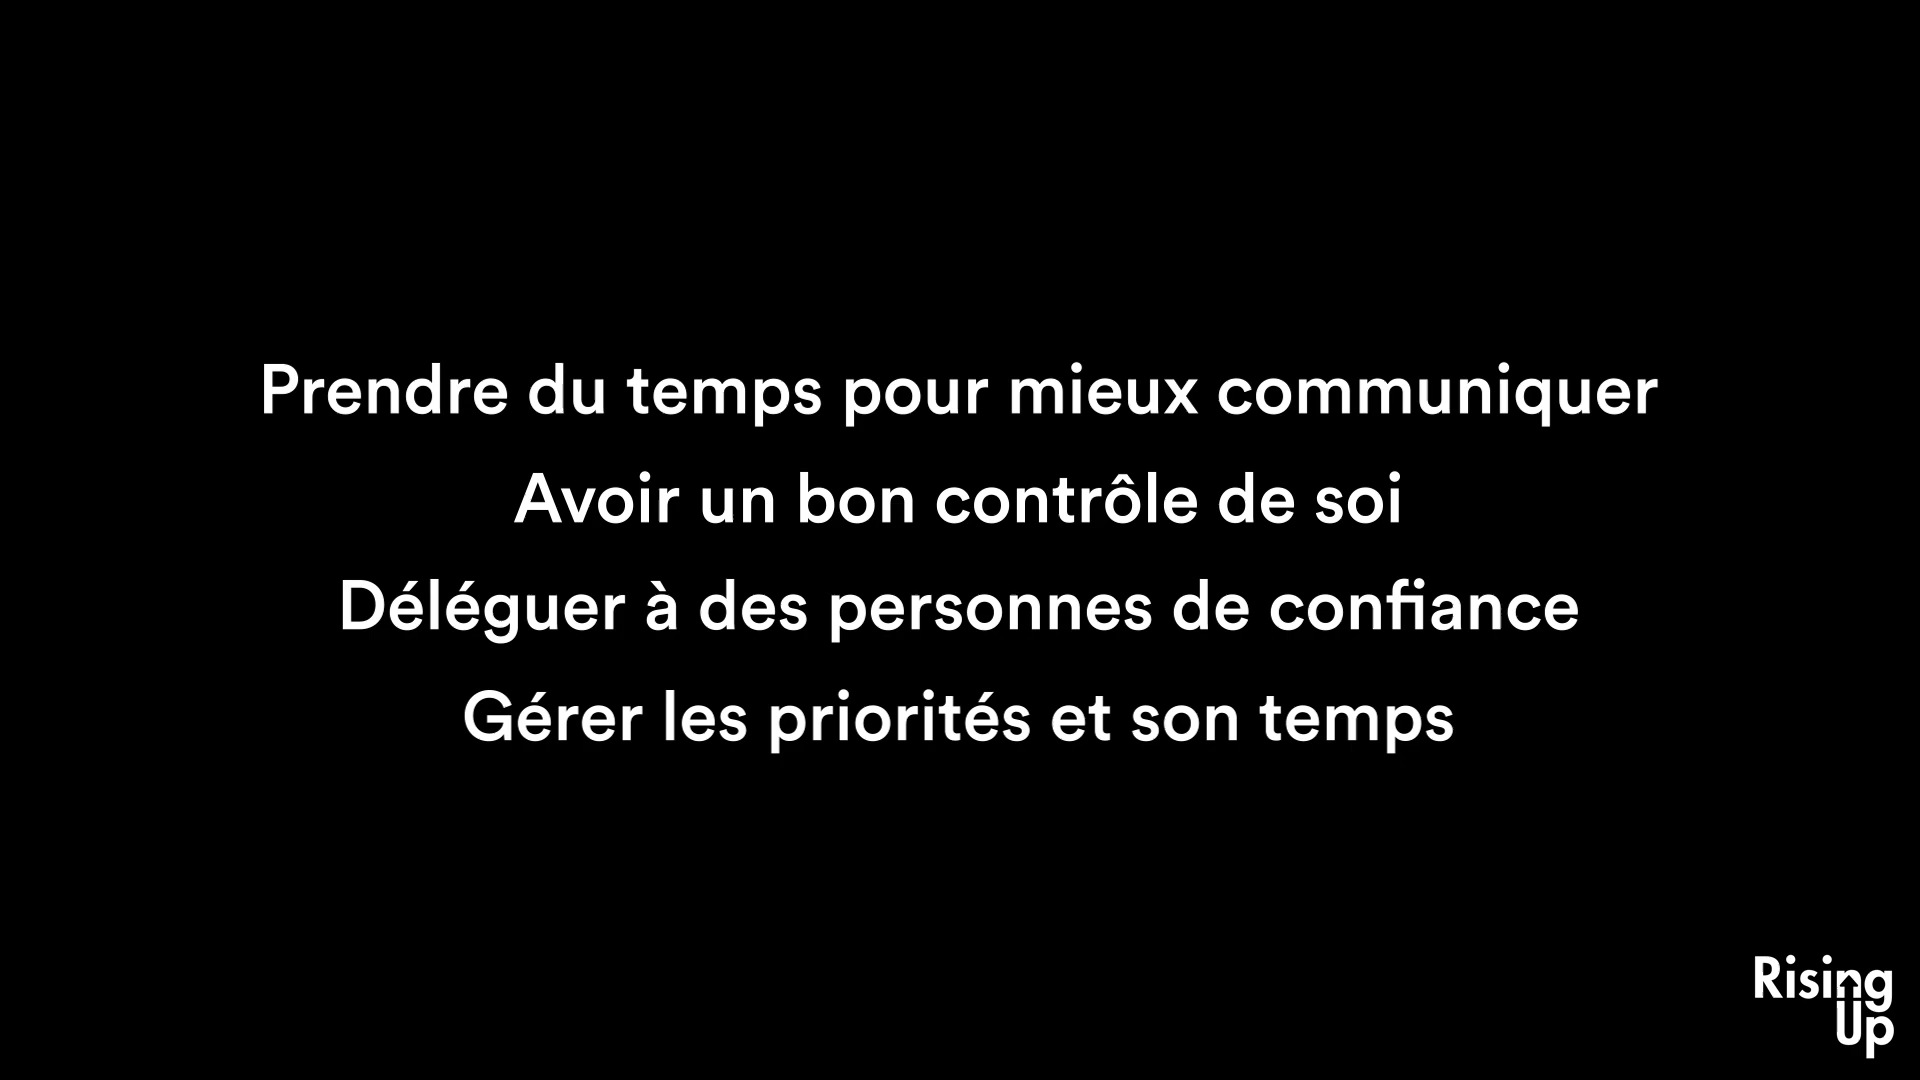 Prendre du temps pour mieux communiquer
Avoir un bon contrôle de soi
Déléguer à des personnes de confiance
Gérer les priorités et son temps
Rising
Up